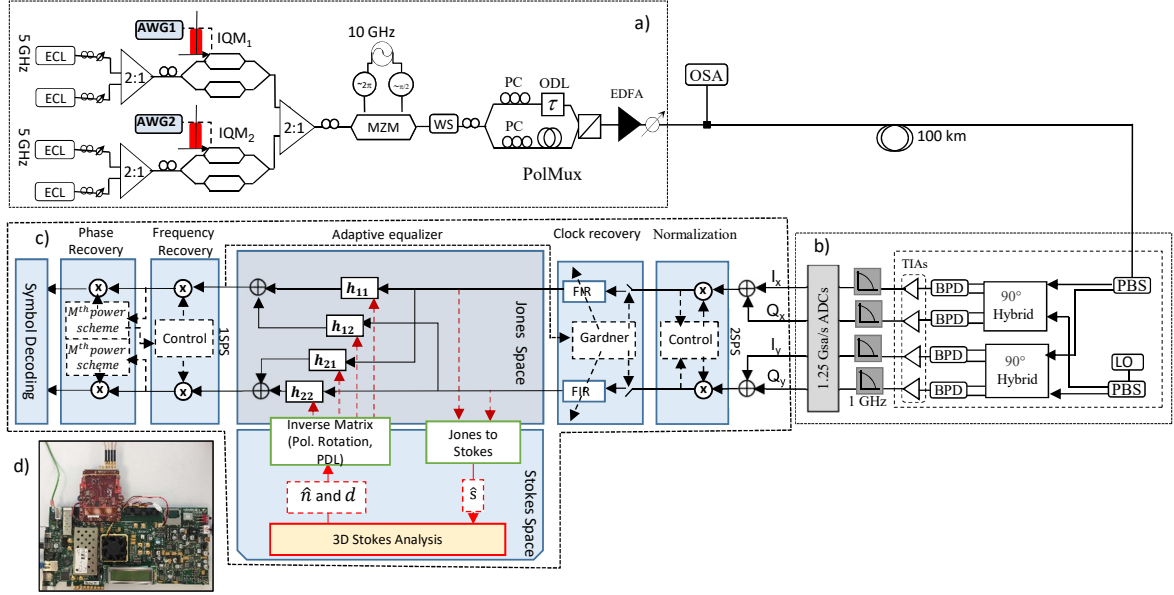 a)
AWG1
IQM1
5 GHz
ECL
ECL
2:1
AWG2
IQM2
5 GHz
ECL
ECL
2:1
2:1
10 GHz
~2π
~π/2
MZM
WS
PC
ODL
τ
PC
PolMux
EDFA
OSA
100 km
c)
Phase
Recovery
Frequency
Recovery
Adaptive equalizer
Clock recovery
Normalization
b)
Symbol Decoding
x
Mth power
scheme
Mth power
scheme
x
x
Control
x
1SPS
h11
h12
h21
h22
Jones Space
FIR
Gardner
FIR
x
Control
x
2SPS
Ix
Qx
Iy
Qy
1.25 Gsa/s ADCs
1 GHz
TIAs
BPD
BPD
BPD
BPD
90°
Hybrid
90°
Hybrid
PBS
LO
PBS
Inverse Matrix
(Pol. Rotation,
PDL)
Jones to
Stokes
n̂ and d
ŝ
3D Stokes Analysis
Stokes Space
d)